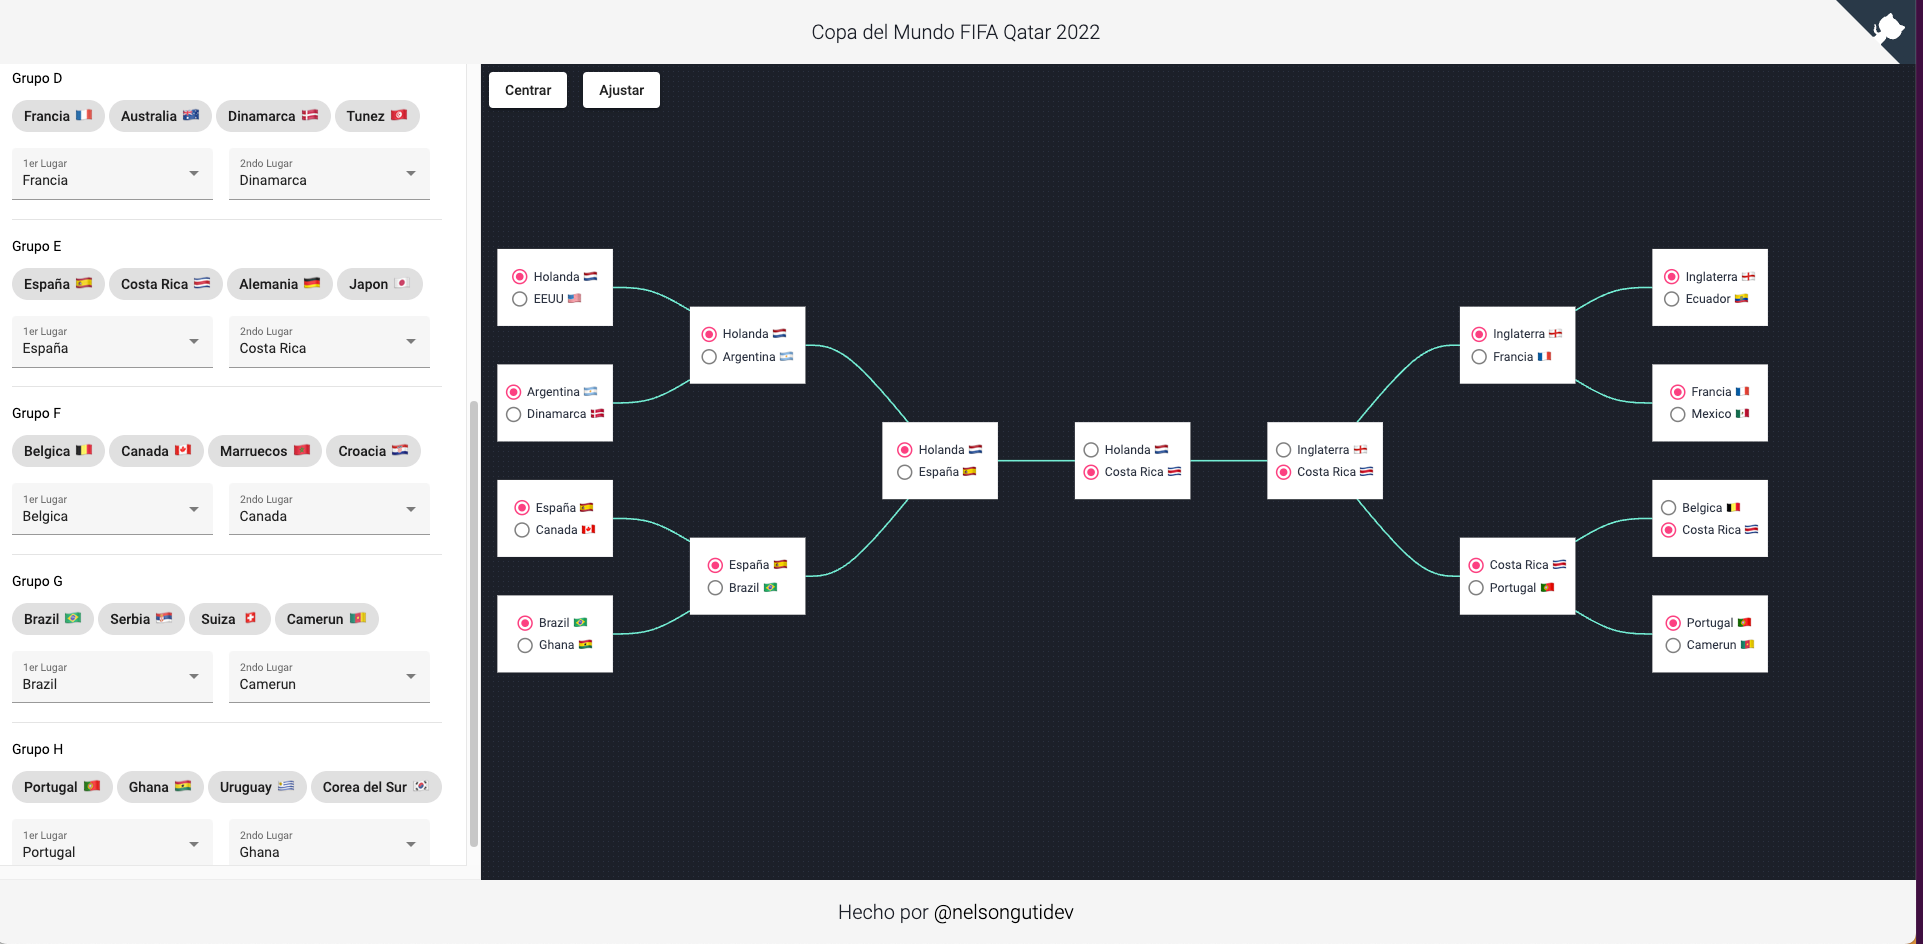 Copa del Mundo FIFA Qatar 2022
Grupo D
Francia Australia Dinamarca Tunez
1er Lugar 2ndo Lugar
Francia Dinamarca
Grupo E
España Costa Rica Alemania Japon
1er Lugar 2ndo Lugar
España Costa Rica
Grupo F
Belgica Canada Marruecos Croacia
1er Lugar 2ndo Lugar
Belgica Canada
Grupo G
Brazil Serbia Suiza Camerun
1er Lugar 2ndo Lugar
Brazil Camerun
Grupo H
Portugal Ghana Uruguay Corea del Sur
1er Lugar 2ndo Lugar
Portugal Ghana
Centrar Ajustar
Holanda
EEUU
Argentina
Dinamarca
España
Canada
Brazil
Ghana
Holanda
Argentina
España
Brazil
Holanda
España
Holanda
Costa Rica
Inglaterra
Costa Rica
Inglaterra
Francia
Costa Rica
Portugal
Inglaterra
Ecuador
Francia
Mexico
Belgica
Costa Rica
Portugal
Camerun
Hecho por @nelsongutidev